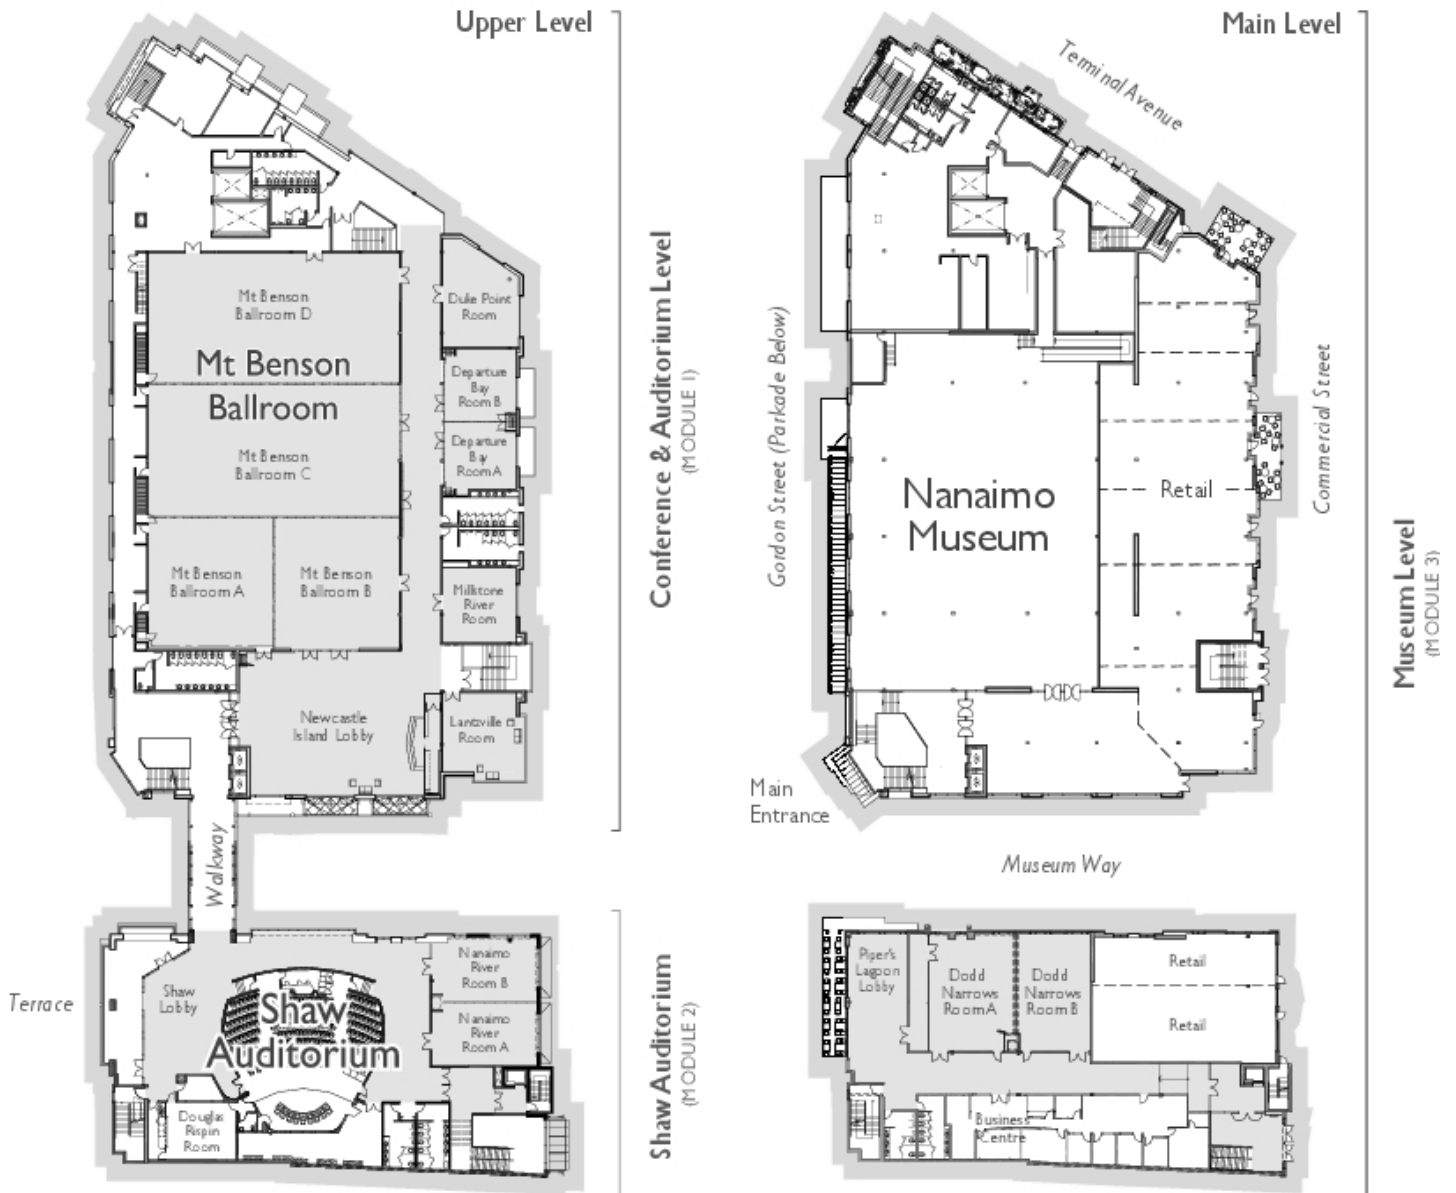 Upper Level
Mt Benson
Ballroom D
Mt Benson
Ballroom
Mt Benson
Ballroom C
Mt Benson
Ballroom A
Mt Benson
Ballroom B
Duke Point
Room
Departure
Bay
Room B
Departure
Bay
Room A
Millstone
River
Room
Newcastle
Island Lobby
Lantzville
Room
Walkway
Conference & Auditorium Level
(MODULE 1)
Terrace
Shaw
Lobby
Shaw
Auditorium
Nanaimo
River
Room B
Nanaimo
River
Room A
Douglas
Rispin
Room
Shaw Auditorium
(MODULE 2)
Main Level
Terminal Avenue
Gordon Street (Parkade Below)
Nanaimo
Museum
Retail
Commercial Street
Main
Entrance
Museum Way
Museum Level
(MODULE 3)
Piper's
Lagoon
Lobby
Dodd
Narrows
Room A
Dodd
Narrows
Room B
Retail
Retail
Business
Centre